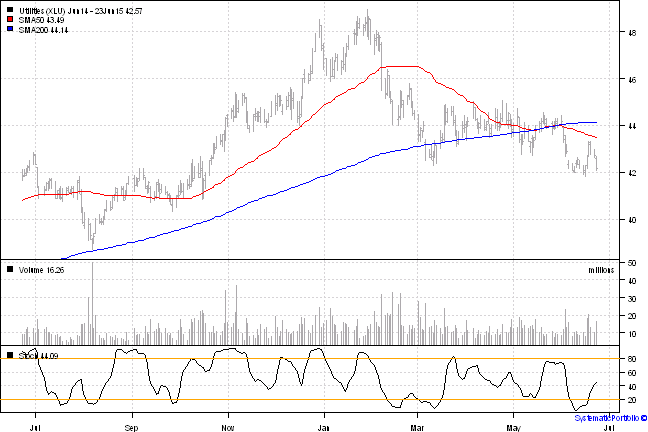 Utilities (XLU) Jun14 - 23Jun15 42.57
SMA50 43.49
SMA200 44.14
48
46
44
42
40
Volume 16.26
millions
50
40
30
20
10
Stoch 44.09
80
60
40
20
Jul
Sep
Nov
Jan
Mar
May
Jul
SystematicPortfolio ©